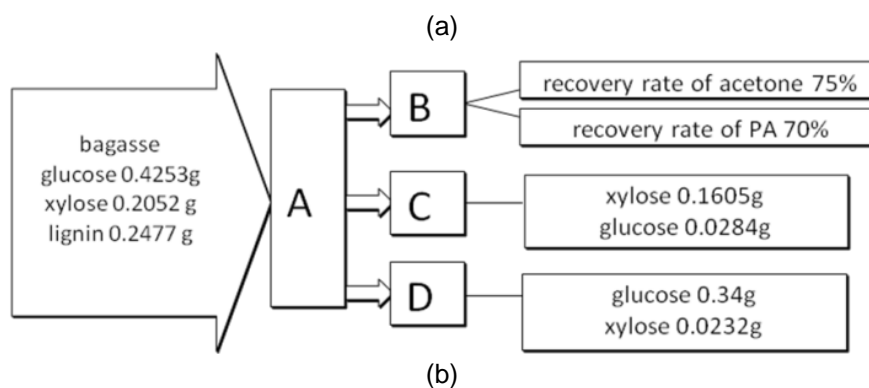 (a)
bagasse
glucose 0.4253g
xylose 0.2052 g
lignin 0.2477 g
A
B
recovery rate of acetone 75%
recovery rate of PA 70%
C
xylose 0.1605g
glucose 0.0284g
D
glucose 0.34g
xylose 0.0232g
(b)